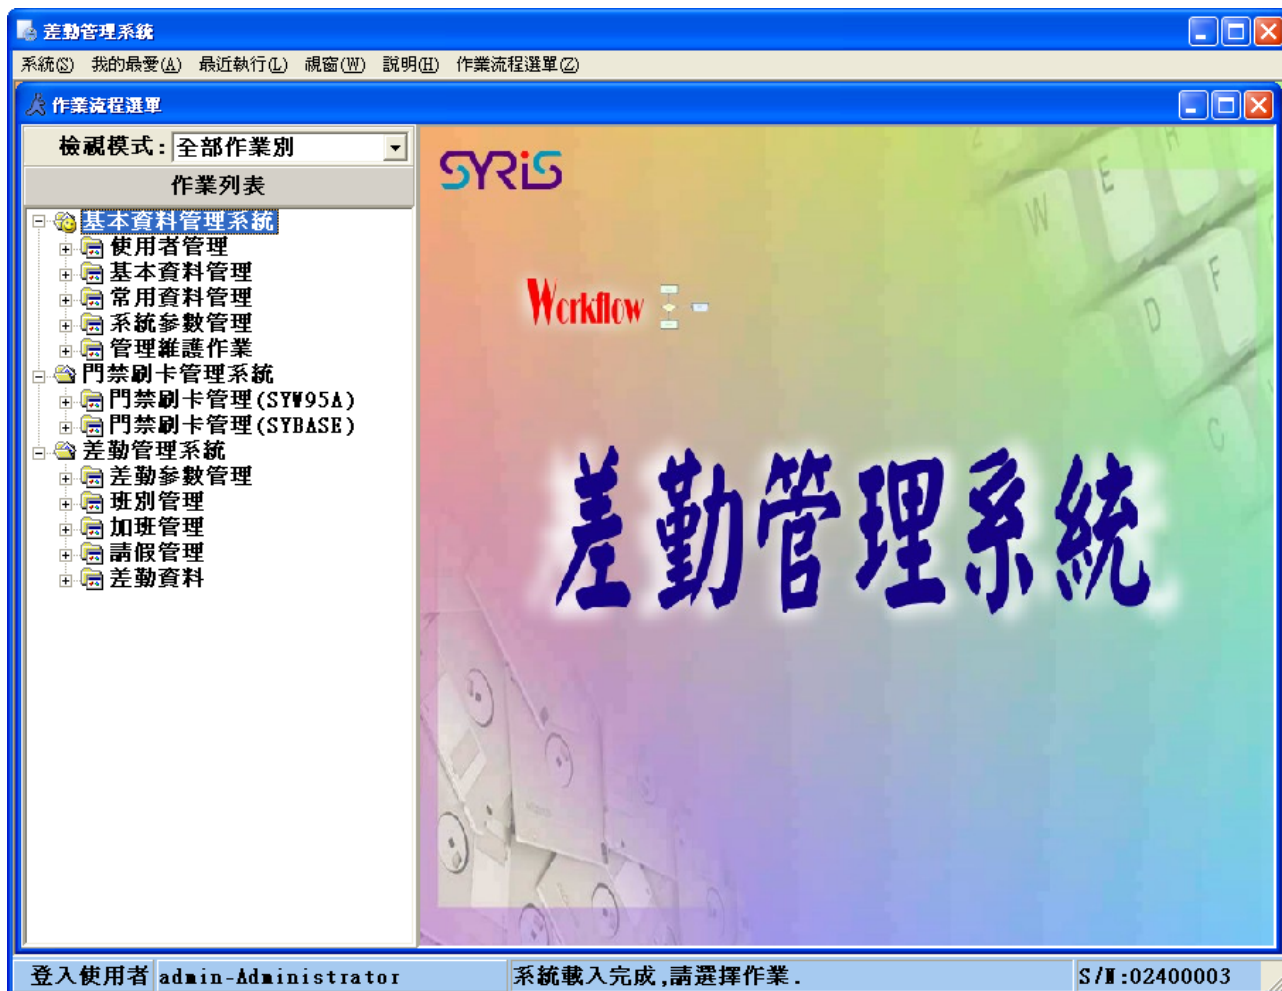 差勤管理系統
系統(S) 我的最愛(A) 最近執行(L) 視窗(W) 說明(H) 作業流程選單(Z)
作業流程選單
檢視模式: 全部作業別
作業列表
基本資料管理系統
使用者管理
基本資料管理
常用資料管理
系統參數管理
管理維護作業
門禁刷卡管理系統
門禁刷卡管理(SYW95A)
門禁刷卡管理(SYBASE)
差勤管理系統
差勤參數管理
班別管理
加班管理
請假管理
差勤資料
SYRiS
Workflow
差勤管理系統
W E R
D F
C
登入使用者 admin-Administrator 系統載入完成,請選擇作業. S/N:02400003